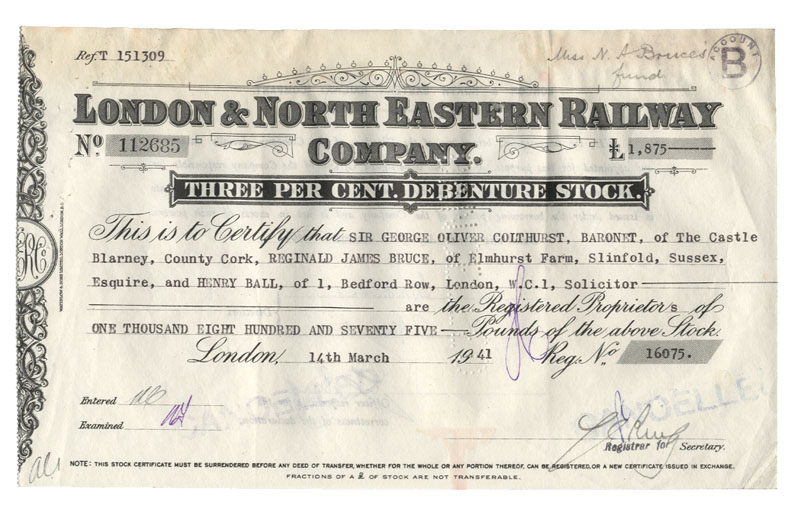 Ref. T 151309
Miss N. A Bruce's
fund
ACCOUNT
B
LONDON & NORTH EASTERN RAILWAY
COMPANY.
No 112685
£ 1,875
THREE PER CENT. DEBENTURE STOCK.
This is to Certify that SIR GEORGE OLIVER COLTHURST, BARONET, of The Castle
Blarney, County Cork, REGINALD JAMES BRUCE, of Elmhurst Farm, Slinfold, Sussex,
Esquire, and HENRY BALL, of 1, Bedford Row, London, W.C.1, Solicitor
are the Registered Proprietors of
ONE THOUSAND EIGHT HUNDRED AND SEVENTY FIVE Pounds of the above Stock.
London, 14th March 1941 Reg. No 16075.
CANCELLED
Entered
Examined
Registrar for Secretary.
NOTE: THIS STOCK CERTIFICATE MUST BE SURRENDERED BEFORE ANY DEED OF TRANSFER, WHETHER FOR THE WHOLE OR ANY PORTION THEREOF, CAN BE REGISTERED, OR A NEW CERTIFICATE ISSUED IN EXCHANGE.
FRACTIONS OF A £ OF STOCK ARE NOT TRANSFERABLE.